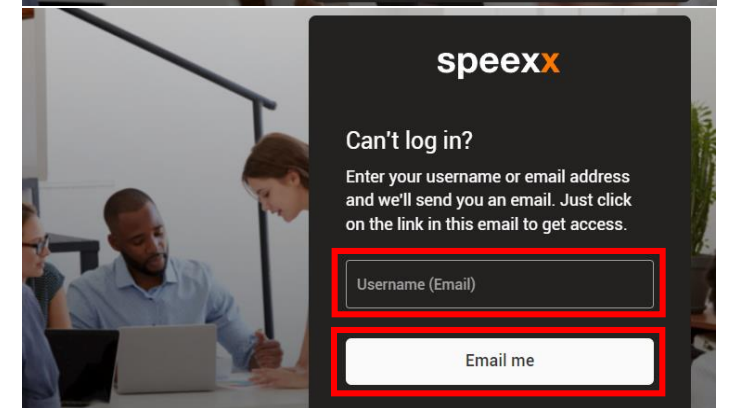 speexx
Can't log in?
Enter your username or email address
and we'll send you an email. Just click
on the link in this email to get access.
Username (Email)
Email me